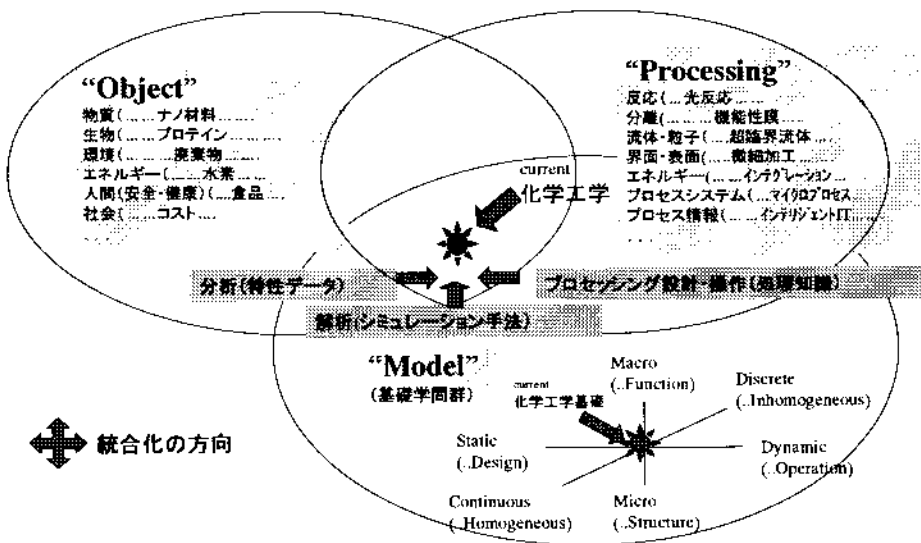 “Object”
物質(......ナノ材料........
生物(......プロテイン........
環境(.........廃棄物.......
エネルギー(......水素......
人間(安全・健康)(....食品
社会(......コスト....
. . . . .
“Processing”
反応(...光反応......
分離(.........機能性膜.....
流体・粒子(....超臨界流体....
界面・表面(....微細加工....
エネルギー(......インテグレーション...
プロセスシステム(...マイクロプロセス
プロセス情報(......インテリジェントIT......
. . . . .
current
化学工学
分析(特性データ)
プロセッシング設計・操作(処理知識)
解析(シミュレーション手法)
“Model”
(基礎学問群)
current
化学工学基礎
Macro
(..Function)
Discrete
(..Inhomogeneous)
Static
(..Design)
Dynamic
(..Operation)
Continuous
(..Homogeneous)
Micro
(..Structure)
統合化の方向